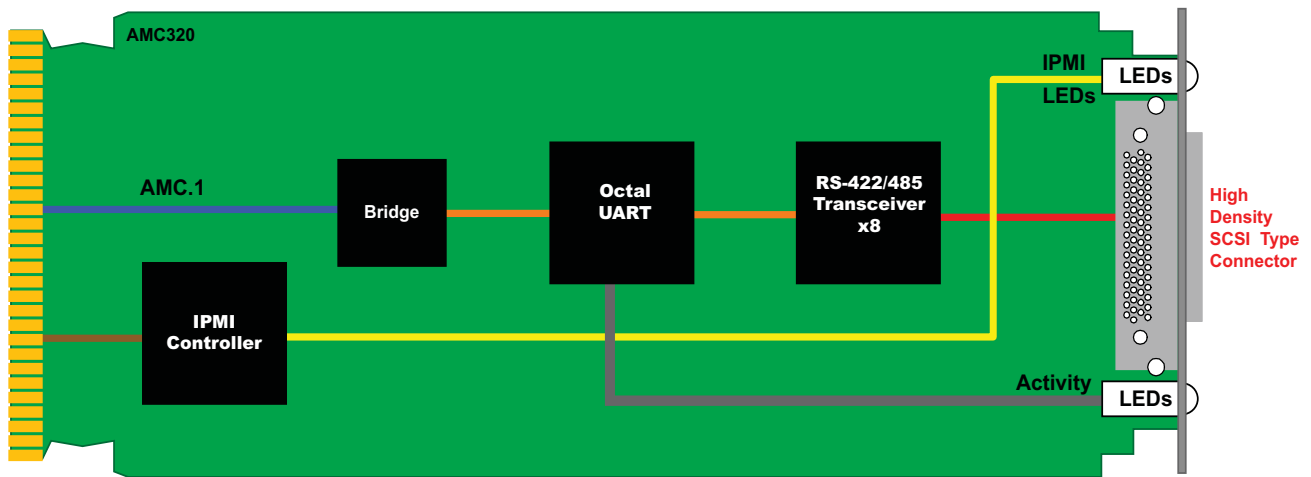 AMC320
IPMI
LEDs
LEDs
AMC.1
Bridge
Octal
UART
RS-422/485
Transceiver
x8
High
Density
SCSI Type
Connector
IPMI
Controller
Activity
LEDs